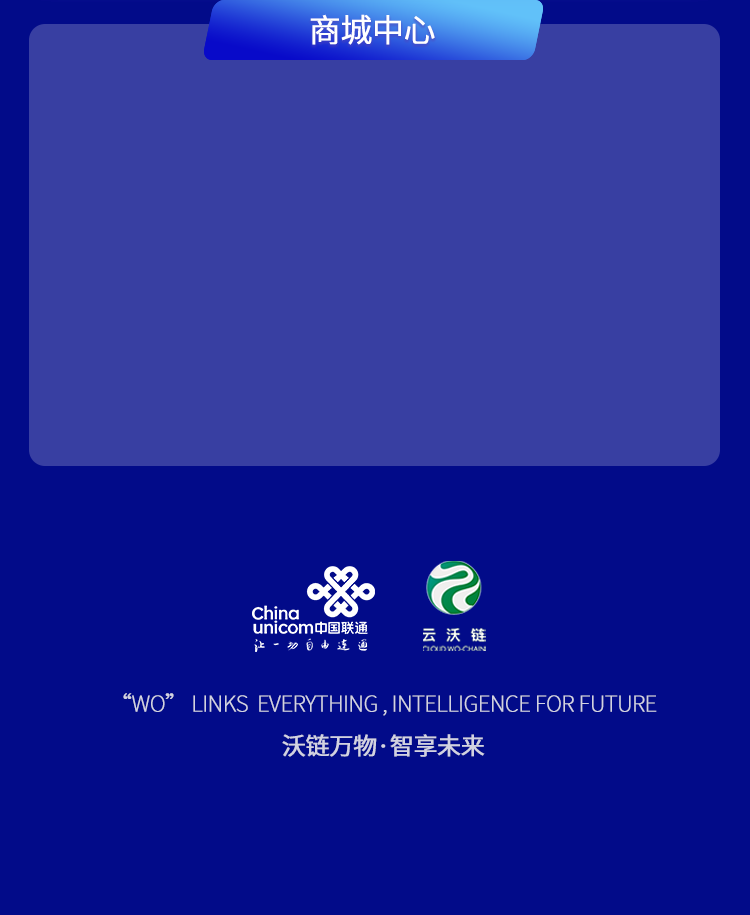 商城中心
China
unicom中国联通
让一切自由连通
云沃链
CLOUD WO-CHAIN
“WO” LINKS EVERYTHING , INTELLIGENCE FOR FUTURE
沃链万物·智享未来